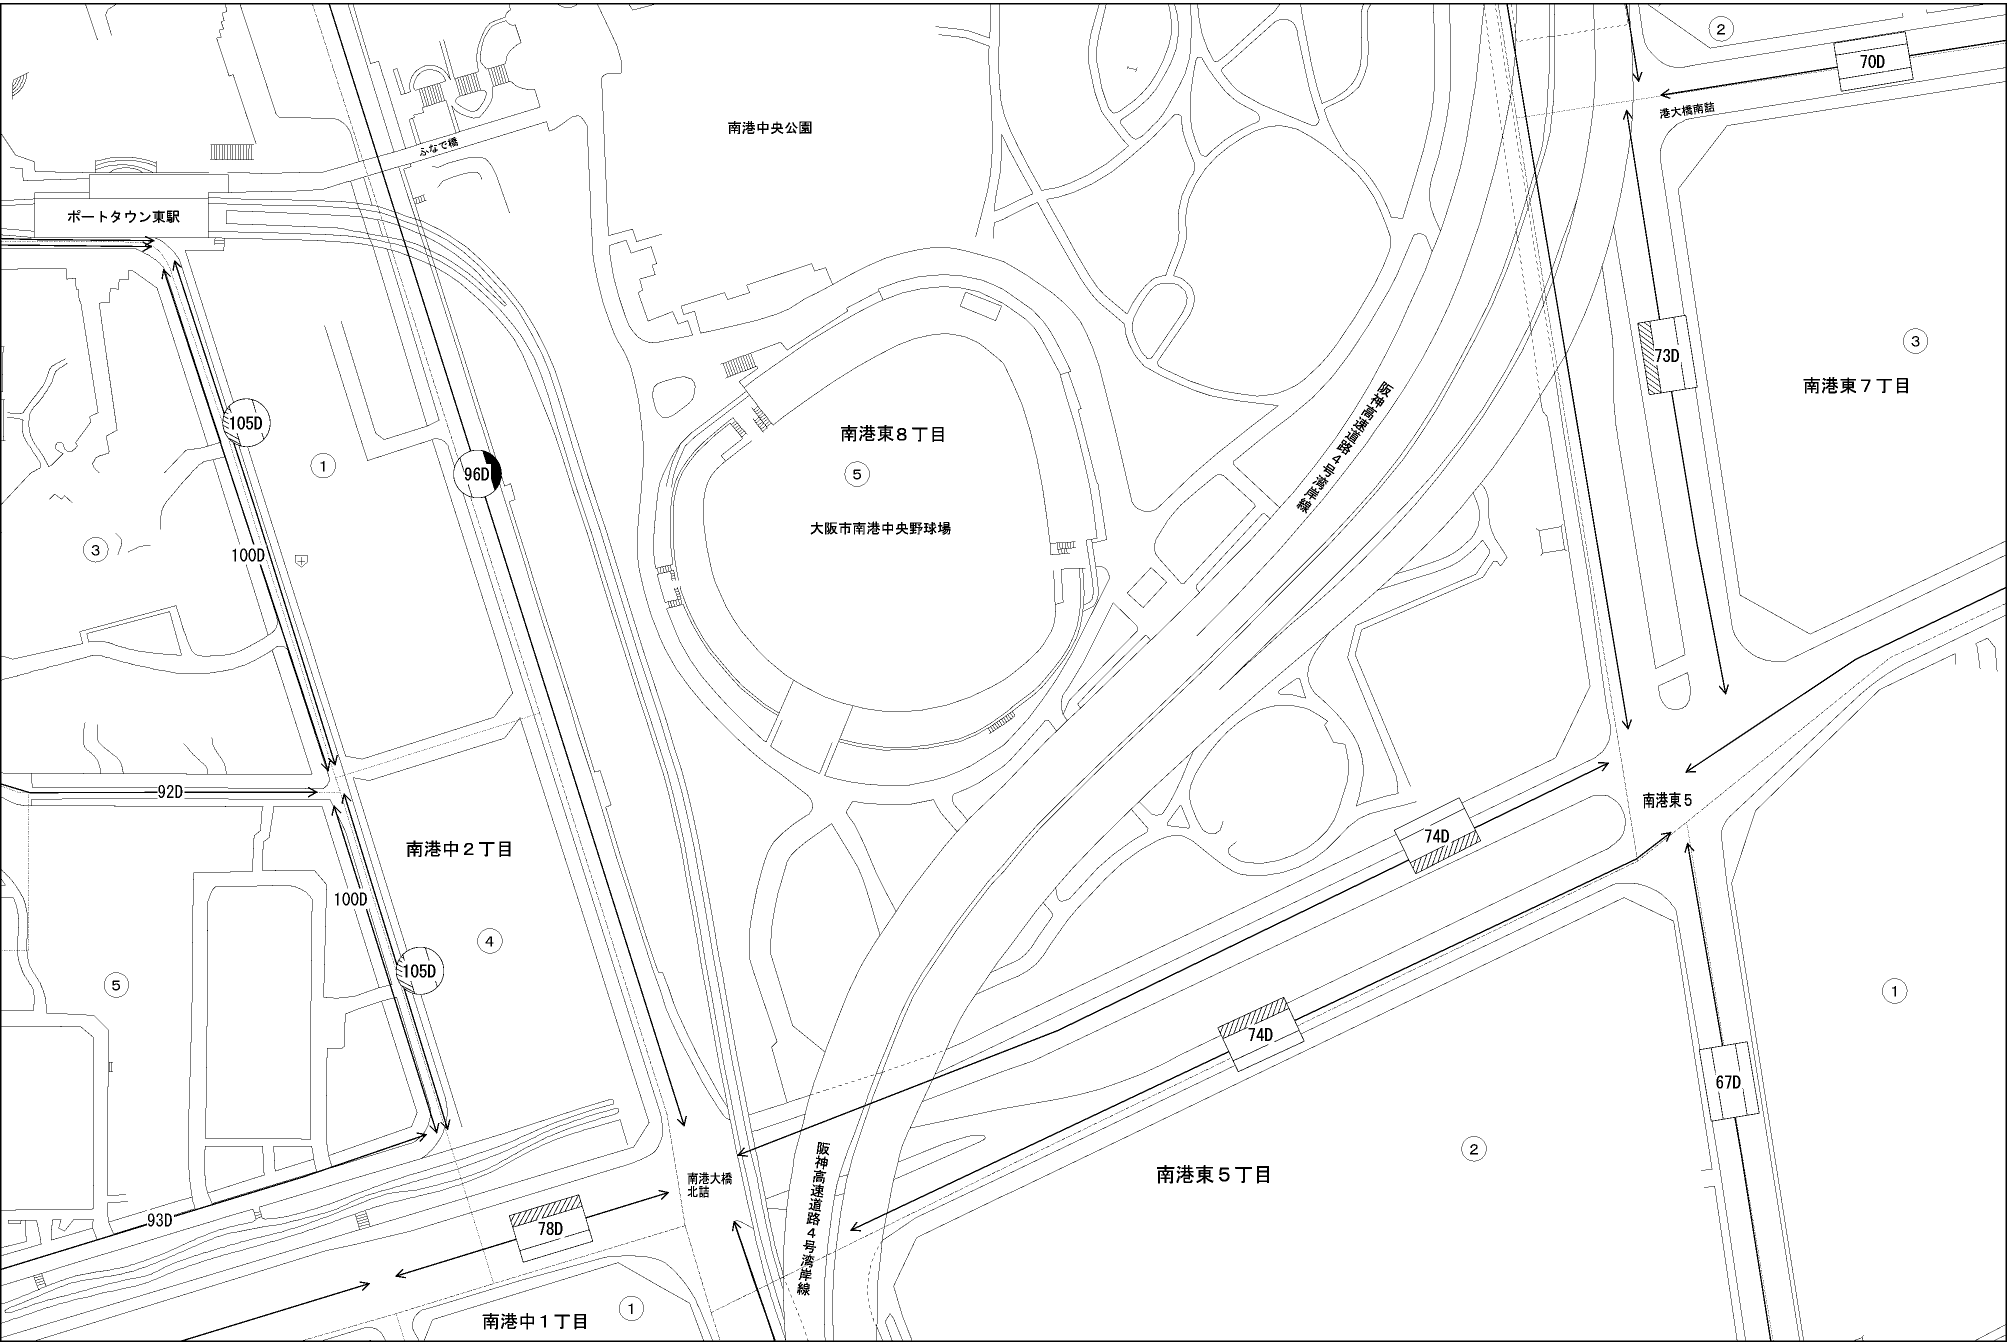 ②
70D
港大橋南詰
南港中央公園
ふなで橋
ポートタウン東駅
73D
③
南港東7丁目
阪神高速道路4号湾岸線
105D
①
96D
南港東8丁目
⑤
大阪市南港中央野球場
③
100D
92D
南港東5
74D
南港中2丁目
100D
④
105D
⑤
①
74D
67D
阪神高速道路4号湾岸線
②
南港東5丁目
南港大橋
北詰
93D
78D
①
南港中1丁目